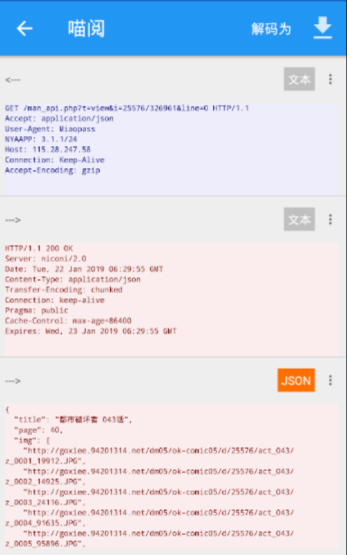 喵阅
解码为
<---
文本
GET /man_api.php?t=view&i=25576/326961&line=0 HTTP/1.1
Accept: application/json
User-Agent: Miaopass
NYAAPP: 3.1.1/24
Host: 115.28.247.58
Connection: Keep-Alive
Accept-Encoding: gzip
--->
文本
HTTP/1.1 200 OK
Server: niconi/2.0
Date: Tue, 22 Jan 2019 06:29:55 GMT
Content-Type: application/json
Transfer-Encoding: chunked
Connection: keep-alive
Pragma: public
Cache-Control: max-age=86400
Expires: Wed, 23 Jan 2019 06:29:55 GMT
--->
JSON
{
"title": "都市破坏者 043话",
"page": 40,
"img": [
"http://goxiee.94201314.net/dm05/ok-comic05/d/25576/act_043/
z_0001_19912.JPG",
"http://goxiee.94201314.net/dm05/ok-comic05/d/25576/act_043/
z_0002_14925.JPG",
"http://goxiee.94201314.net/dm05/ok-comic05/d/25576/act_043/
z_0003_24116.JPG",
"http://goxiee.94201314.net/dm05/ok-comic05/d/25576/act_043/
z_0004_91635.JPG",
"http://goxiee.94201314.net/dm05/ok-comic05/d/25576/act_043/
z_0005_95896.JPG",